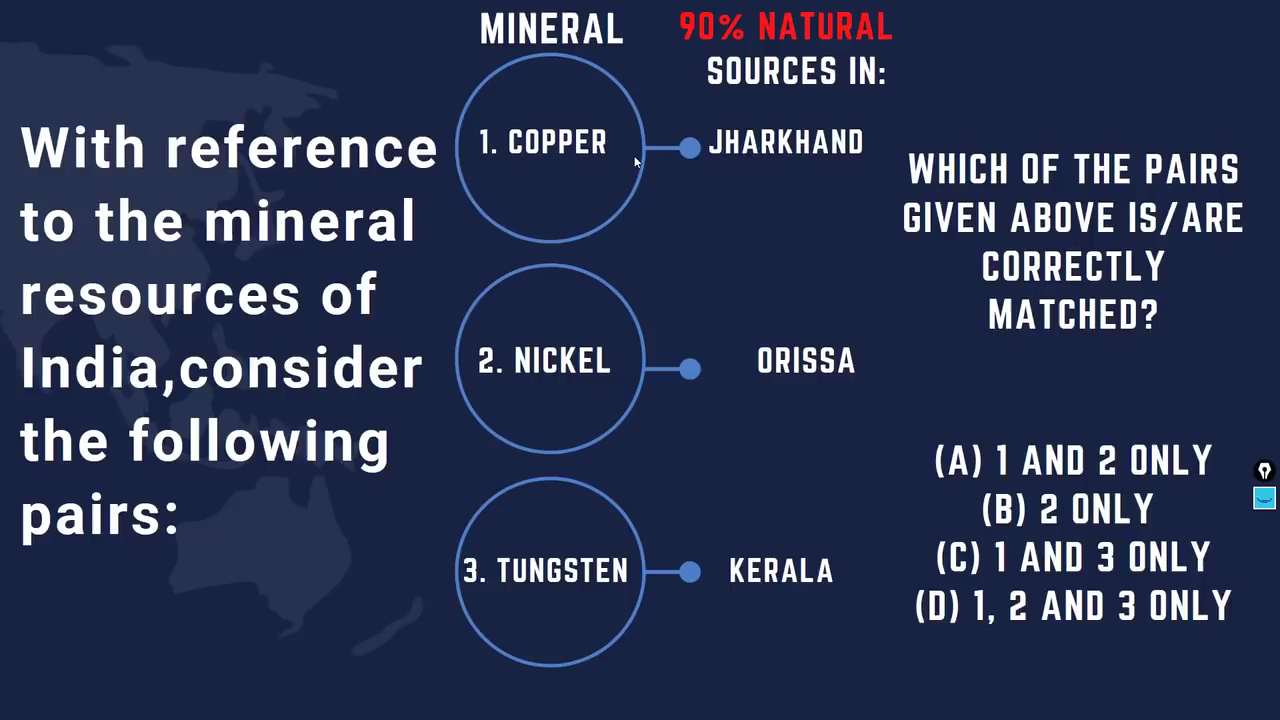 With reference
to the mineral
resources of
India,consider
the following
pairs:
MINERAL
90% NATURAL
SOURCES IN:
1. COPPER
JHARKHAND
2. NICKEL
ORISSA
3. TUNGSTEN
KERALA
WHICH OF THE PAIRS
GIVEN ABOVE IS/ARE
CORRECTLY
MATCHED?
(A) 1 AND 2 ONLY
(B) 2 ONLY
(C) 1 AND 3 ONLY
(D) 1, 2 AND 3 ONLY